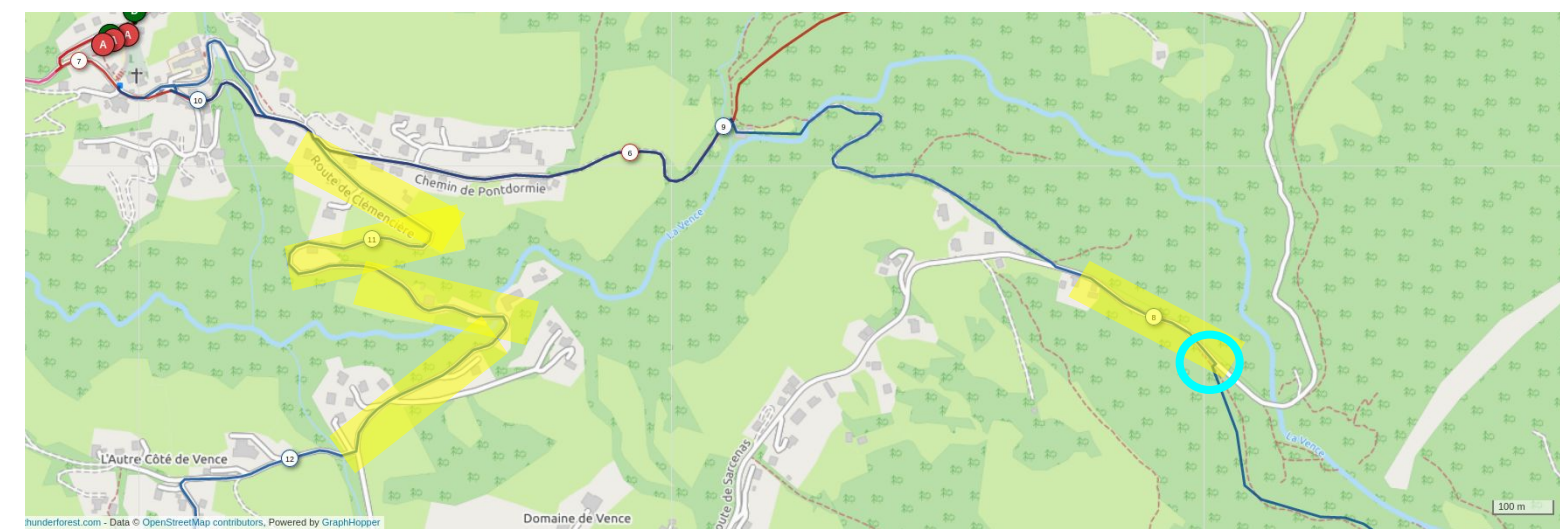 A
A
7
10
9
6
Route de Clémencière
Chemin de Pontdormie
La Vence
11
8
La Vence
L'Autre Côté de Vence
12
Route de Sarcenas
Domaine de Vence
100 m
thunderforest.com - Data © OpenStreetMap contributors, Powered by GraphHopper